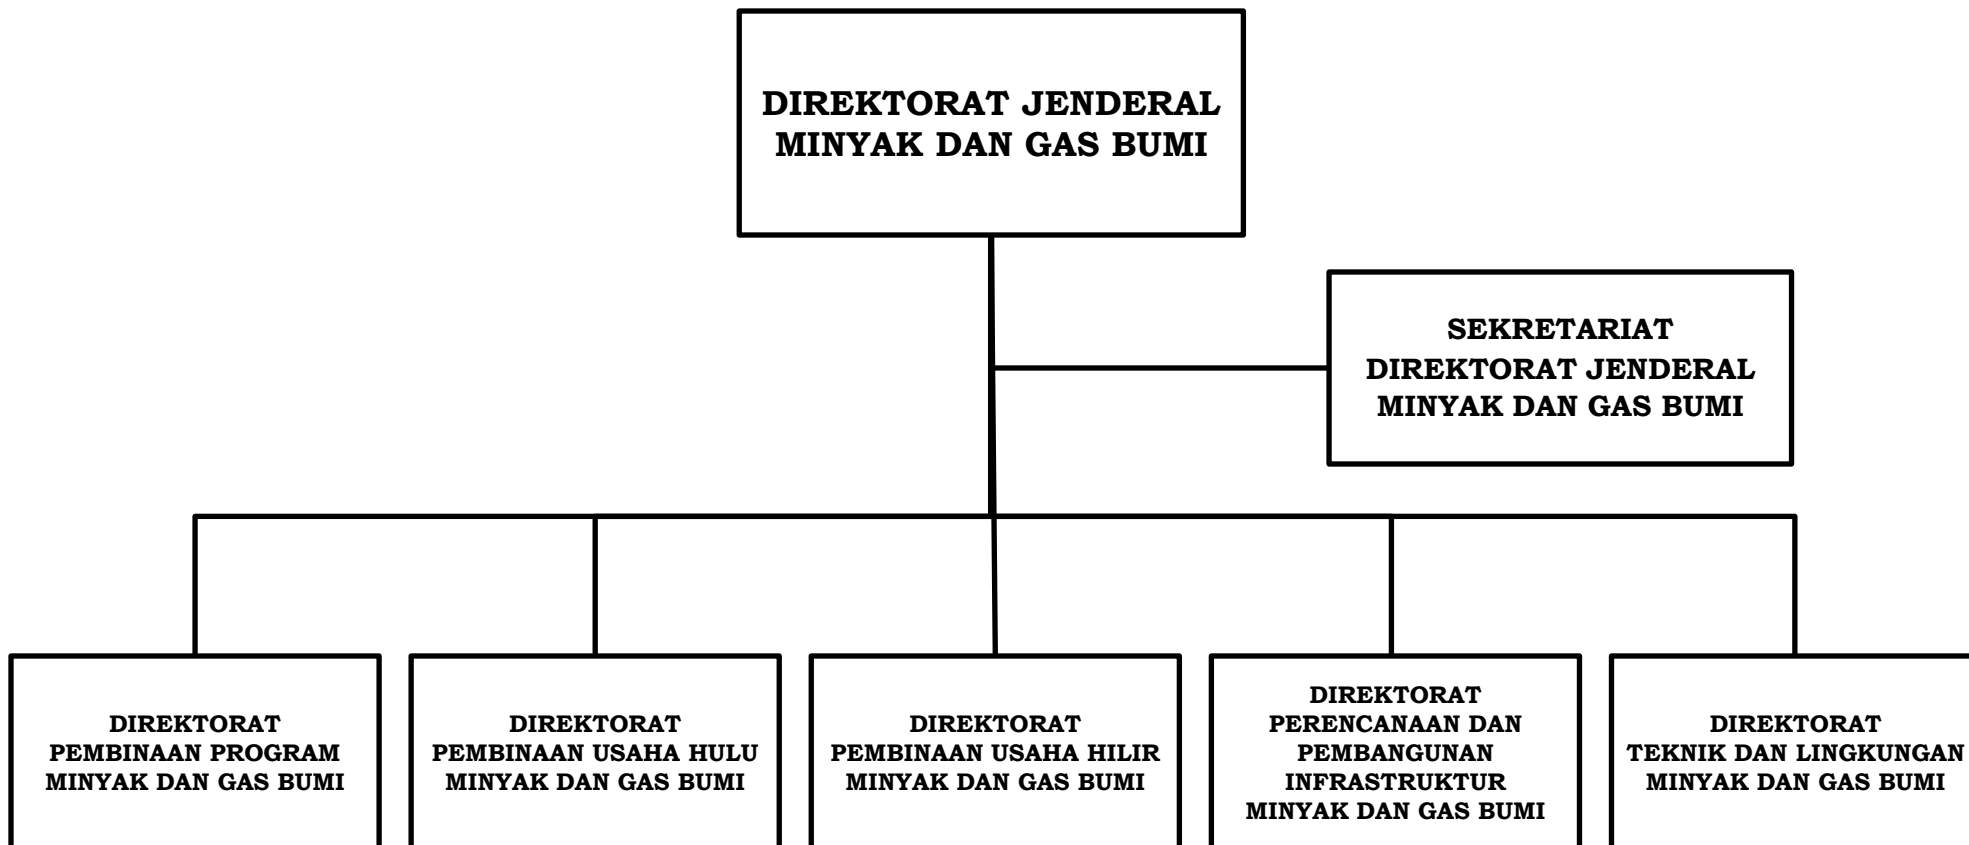 DIREKTORAT JENDERAL
MINYAK DAN GAS BUMI
SEKRETARIAT
DIREKTORAT JENDERAL
MINYAK DAN GAS BUMI
DIREKTORAT
PEMBINAAN PROGRAM
MINYAK DAN GAS BUMI
DIREKTORAT
PEMBINAAN USAHA HULU
MINYAK DAN GAS BUMI
DIREKTORAT
PEMBINAAN USAHA HILIR
MINYAK DAN GAS BUMI
DIREKTORAT
PERENCANAAN DAN
PEMBANGUNAN
INFRASTRUKTUR
MINYAK DAN GAS BUMI
DIREKTORAT
TEKNIK DAN LINGKUNGAN
MINYAK DAN GAS BUMI